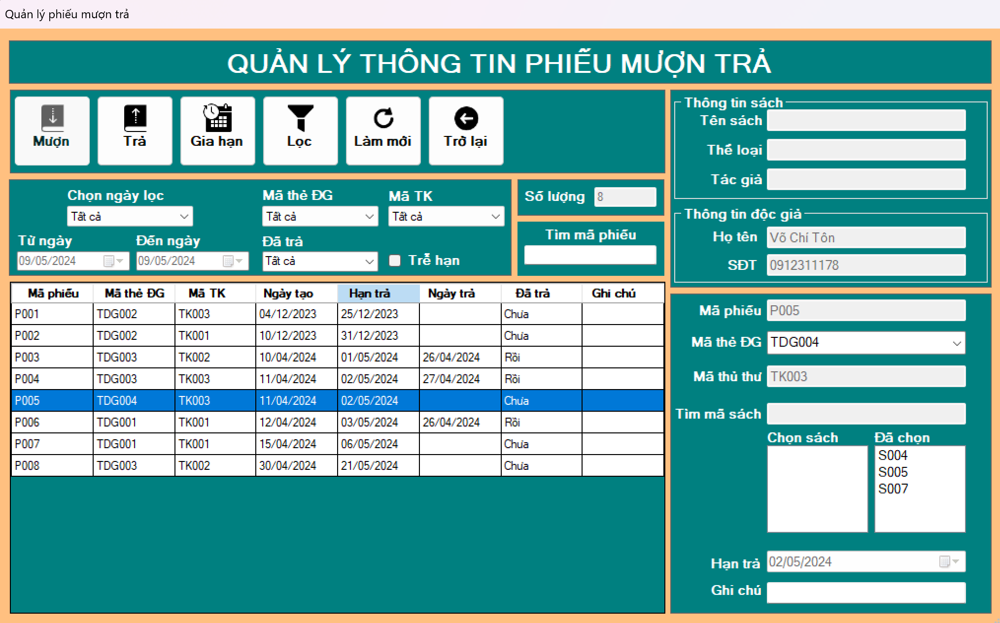 Quản lý phiếu mượn trả
QUẢN LÝ THÔNG TIN PHIẾU MƯỢN TRẢ
Mượn Trả Gia hạn Lọc Làm mới Trở lại
Chọn ngày lọc Mã thẻ ĐG Mã TK
Tất cả Tất cả Tất cả
Từ ngày Đến ngày Đã trả
09/05/2024 09/05/2024 Tất cả Trễ hạn
Số lượng 8
Tìm mã phiếu
Mã phiếu Mã thẻ ĐG Mã TK Ngày tạo Hạn trả Ngày trả Đã trả Ghi chú
P001 TDG002 TK003 04/12/2023 25/12/2023 Chưa
P002 TDG002 TK001 10/12/2023 31/12/2023 Chưa
P003 TDG003 TK002 10/04/2024 01/05/2024 26/04/2024 Rồi
P004 TDG003 TK003 11/04/2024 02/05/2024 27/04/2024 Rồi
P005 TDG004 TK003 11/04/2024 02/05/2024 Chưa
P006 TDG001 TK001 12/04/2024 03/05/2024 26/04/2024 Rồi
P007 TDG001 TK001 15/04/2024 06/05/2024 Chưa
P008 TDG003 TK002 30/04/2024 21/05/2024 Chưa
Thông tin sách
Tên sách
Thể loại
Tác giả
Thông tin độc giả
Họ tên Võ Chí Tôn
SĐT 0912311178
Mã phiếu P005
Mã thẻ ĐG TDG004
Mã thủ thư TK003
Tìm mã sách
Chọn sách Đã chọn
S004
S005
S007
Hạn trả 02/05/2024
Ghi chú